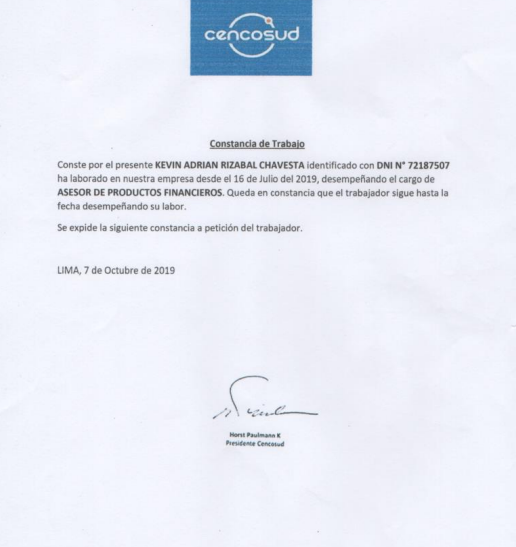 cencosud
Constancia de Trabajo
Conste por el presente KEVIN ADRIAN RIZABAL CHAVESTA identificado con DNI N° 72187507
ha laborado en nuestra empresa desde el 16 de Julio del 2019, desempeñando el cargo de
ASESOR DE PRODUCTOS FINANCIEROS. Queda en constancia que el trabajador sigue hasta la
fecha desempeñando su labor.
Se expide la siguiente constancia a petición del trabajador.
LIMA, 7 de Octubre de 2019
Horst Paulmann K
Presidente Cencosud